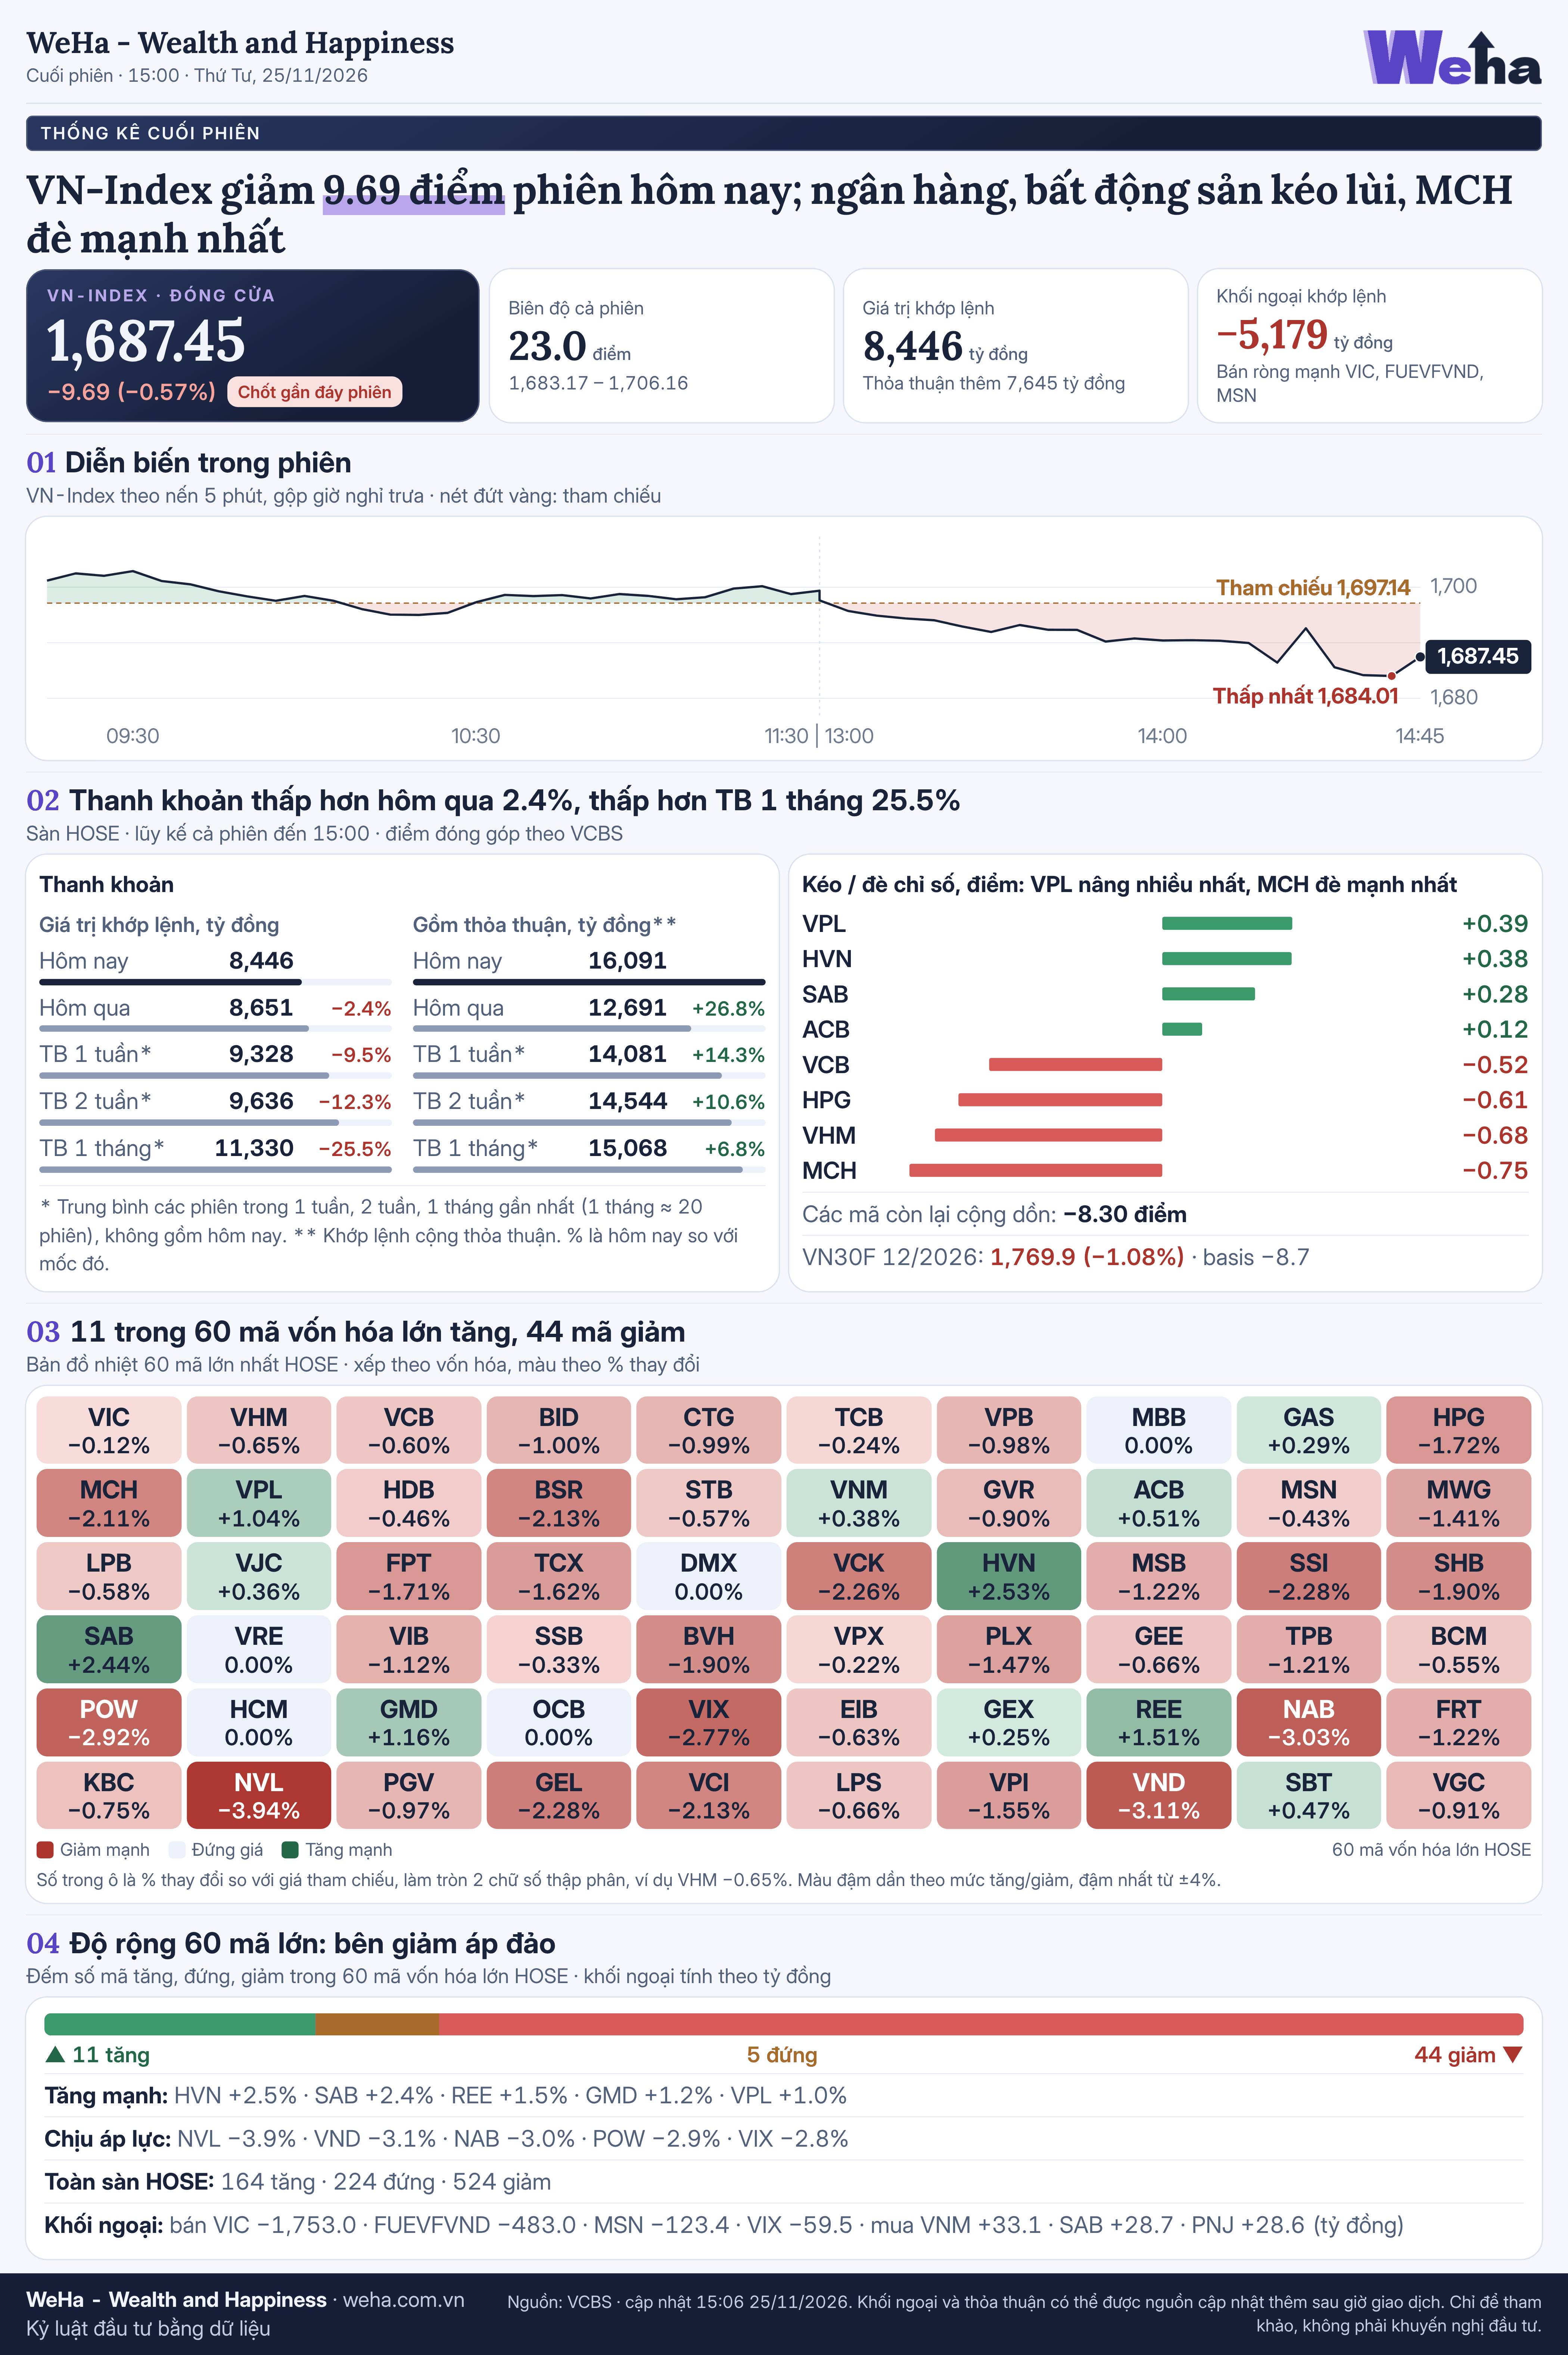 WeHa - Wealth and Happiness
Cuối phiên · 15:00 · Thứ Tư, 25/11/2026
Weha
THỐNG KÊ CUỐI PHIÊN
VN-Index giảm 9.69 điểm phiên hôm nay; ngân hàng, bất động sản kéo lùi, MCH
đè mạnh nhất
VN-INDEX · ĐÓNG CỬA
1,687.45
−9.69 (−0.57%) Chốt gần đáy phiên
Biên độ cả phiên
23.0 điểm
1,683.17 – 1,706.16
Giá trị khớp lệnh
8,446 tỷ đồng
Thỏa thuận thêm 7,645 tỷ đồng
Khối ngoại khớp lệnh
−5,179 tỷ đồng
Bán ròng mạnh VIC, FUEVFVND,
MSN
01 Diễn biến trong phiên
VN-Index theo nến 5 phút, gộp giờ nghỉ trưa · nét đứt vàng: tham chiếu
Tham chiếu 1,697.14 1,700
1,687.45
Thấp nhất 1,684.01 1,680
09:30 10:30 11:30 | 13:00 14:00 14:45
02 Thanh khoản thấp hơn hôm qua 2.4%, thấp hơn TB 1 tháng 25.5%
Sàn HOSE · lũy kế cả phiên đến 15:00 · điểm đóng góp theo VCBS
Thanh khoản
Giá trị khớp lệnh, tỷ đồng
Hôm nay 8,446
Hôm qua 8,651 −2.4%
TB 1 tuần* 9,328 −9.5%
TB 2 tuần* 9,636 −12.3%
TB 1 tháng* 11,330 −25.5%
Gồm thỏa thuận, tỷ đồng**
Hôm nay 16,091
Hôm qua 12,691 +26.8%
TB 1 tuần* 14,081 +14.3%
TB 2 tuần* 14,544 +10.6%
TB 1 tháng* 15,068 +6.8%
* Trung bình các phiên trong 1 tuần, 2 tuần, 1 tháng gần nhất (1 tháng ≈ 20
phiên), không gồm hôm nay. ** Khớp lệnh cộng thỏa thuận. % là hôm nay so với
mốc đó.
Kéo / đè chỉ số, điểm: VPL nâng nhiều nhất, MCH đè mạnh nhất
VPL +0.39
HVN +0.38
SAB +0.28
ACB +0.12
VCB −0.52
HPG −0.61
VHM −0.68
MCH −0.75
Các mã còn lại cộng dồn: −8.30 điểm
VN30F 12/2026: 1,769.9 (−1.08%) · basis −8.7
03 11 trong 60 mã vốn hóa lớn tăng, 44 mã giảm
Bản đồ nhiệt 60 mã lớn nhất HOSE · xếp theo vốn hóa, màu theo % thay đổi
VIC VHM VCB BID CTG TCB VPB MBB GAS HPG
−0.12% −0.65% −0.60% −1.00% −0.99% −0.24% −0.98% 0.00% +0.29% −1.72%
MCH VPL HDB BSR STB VNM GVR ACB MSN MWG
−2.11% +1.04% −0.46% −2.13% −0.57% +0.38% −0.90% +0.51% −0.43% −1.41%
LPB VJC FPT TCX DMX VCK HVN MSB SSI SHB
−0.58% +0.36% −1.71% −1.62% 0.00% −2.26% +2.53% −1.22% −2.28% −1.90%
SAB VRE VIB SSB BVH VPX PLX GEE TPB BCM
+2.44% 0.00% −1.12% −0.33% −1.90% −0.22% −1.47% −0.66% −1.21% −0.55%
POW HCM GMD OCB VIX EIB GEX REE NAB FRT
−2.92% 0.00% +1.16% 0.00% −2.77% −0.63% +0.25% +1.51% −3.03% −1.22%
KBC NVL PGV GEL VCI LPS VPI VND SBT VGC
−0.75% −3.94% −0.97% −2.28% −2.13% −0.66% −1.55% −3.11% +0.47% −0.91%
Giảm mạnh Đứng giá Tăng mạnh 60 mã vốn hóa lớn HOSE
Số trong ô là % thay đổi so với giá tham chiếu, làm tròn 2 chữ số thập phân, ví dụ VHM −0.65%. Màu đậm dần theo mức tăng/giảm, đậm nhất từ ±4%.
04 Độ rộng 60 mã lớn: bên giảm áp đảo
Đếm số mã tăng, đứng, giảm trong 60 mã vốn hóa lớn HOSE · khối ngoại tính theo tỷ đồng
▲ 11 tăng 5 đứng 44 giảm ▼
Tăng mạnh: HVN +2.5% · SAB +2.4% · REE +1.5% · GMD +1.2% · VPL +1.0%
Chịu áp lực: NVL −3.9% · VND −3.1% · NAB −3.0% · POW −2.9% · VIX −2.8%
Toàn sàn HOSE: 164 tăng · 224 đứng · 524 giảm
Khối ngoại: bán VIC −1,753.0 · FUEVFVND −483.0 · MSN −123.4 · VIX −59.5 · mua VNM +33.1 · SAB +28.7 · PNJ +28.6 (tỷ đồng)
WeHa - Wealth and Happiness · weha.com.vn
Kỷ luật đầu tư bằng dữ liệu
Nguồn: VCBS · cập nhật 15:06 25/11/2026. Khối ngoại và thỏa thuận có thể được nguồn cập nhật thêm sau giờ giao dịch. Chỉ để tham
khảo, không phải khuyến nghị đầu tư.